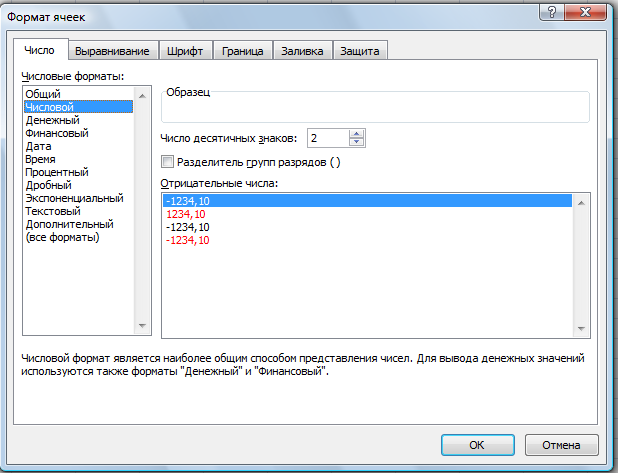 Формат ячеек
Число
Выравнивание
Шрифт
Граница
Заливка
Защита
Числовые форматы:
Общий
Числовой
Денежный
Финансовый
Дата
Время
Процентный
Дробный
Экспоненциальный
Текстовый
Дополнительный
(все форматы)
Образец
Число десятичных знаков: 2
Разделитель групп разрядов ( )
Отрицательные числа:
-1234,10
1234,10
-1234,10
-1234,10
Числовой формат является наиболее общим способом представления чисел. Для вывода денежных значений
используются также форматы "Денежный" и "Финансовый".
ОК
Отмена